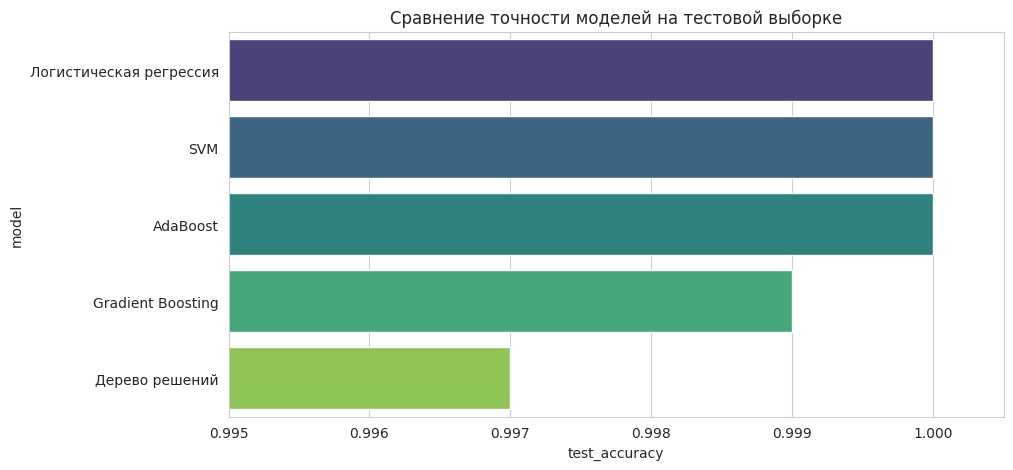 Сравнение точности моделей на тестовой выборке
model
Логистическая регрессия
SVM
AdaBoost
Gradient Boosting
Дерево решений
0.995 0.996 0.997 0.998 0.999 1.000
test_accuracy